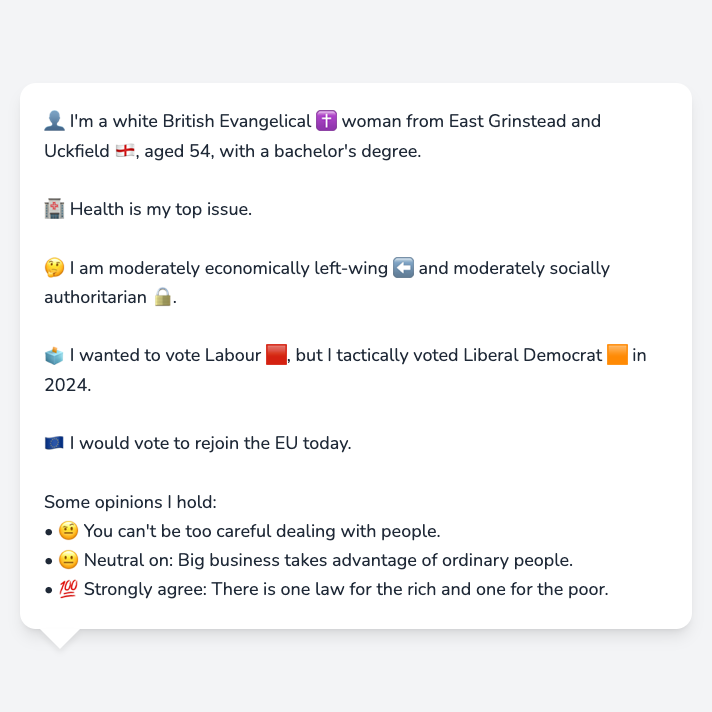 👤 I'm a white British Evangelical ✝️ woman from East Grinstead and
Uckfield 🏴󠁧󠁢󠁥󠁮󠁧󠁿, aged 54, with a bachelor's degree.
🏥 Health is my top issue.
🤔 I am moderately economically left-wing ⬅️ and moderately socially
authoritarian 🔒.
🗳️ I wanted to vote Labour 🟥, but I tactically voted Liberal Democrat 🟧 in
2024.
🇪🇺 I would vote to rejoin the EU today.
Some opinions I hold:
• 🤨 You can't be too careful dealing with people.
• 😐 Neutral on: Big business takes advantage of ordinary people.
• 💯 Strongly agree: There is one law for the rich and one for the poor.